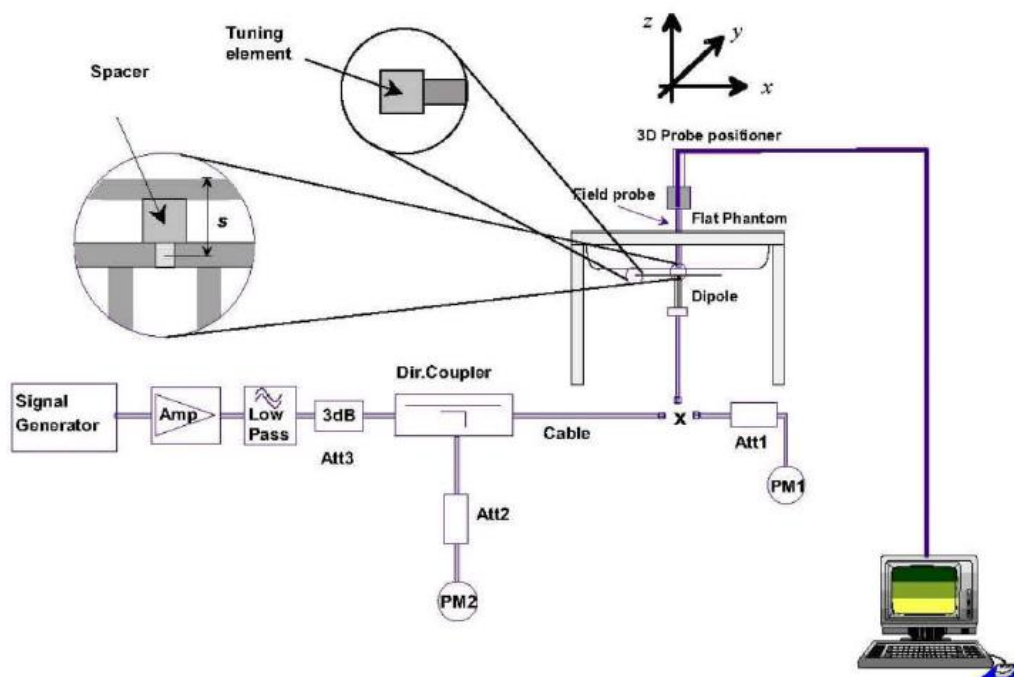 z
y
x
Tuning
element
Spacer
s
3D Probe positioner
Field probe
Flat Phantom
Dipole
Dir.Coupler
Signal
Generator
Amp
Low
Pass
3dB
Att3
Cable
x
Att1
PM1
Att2
PM2